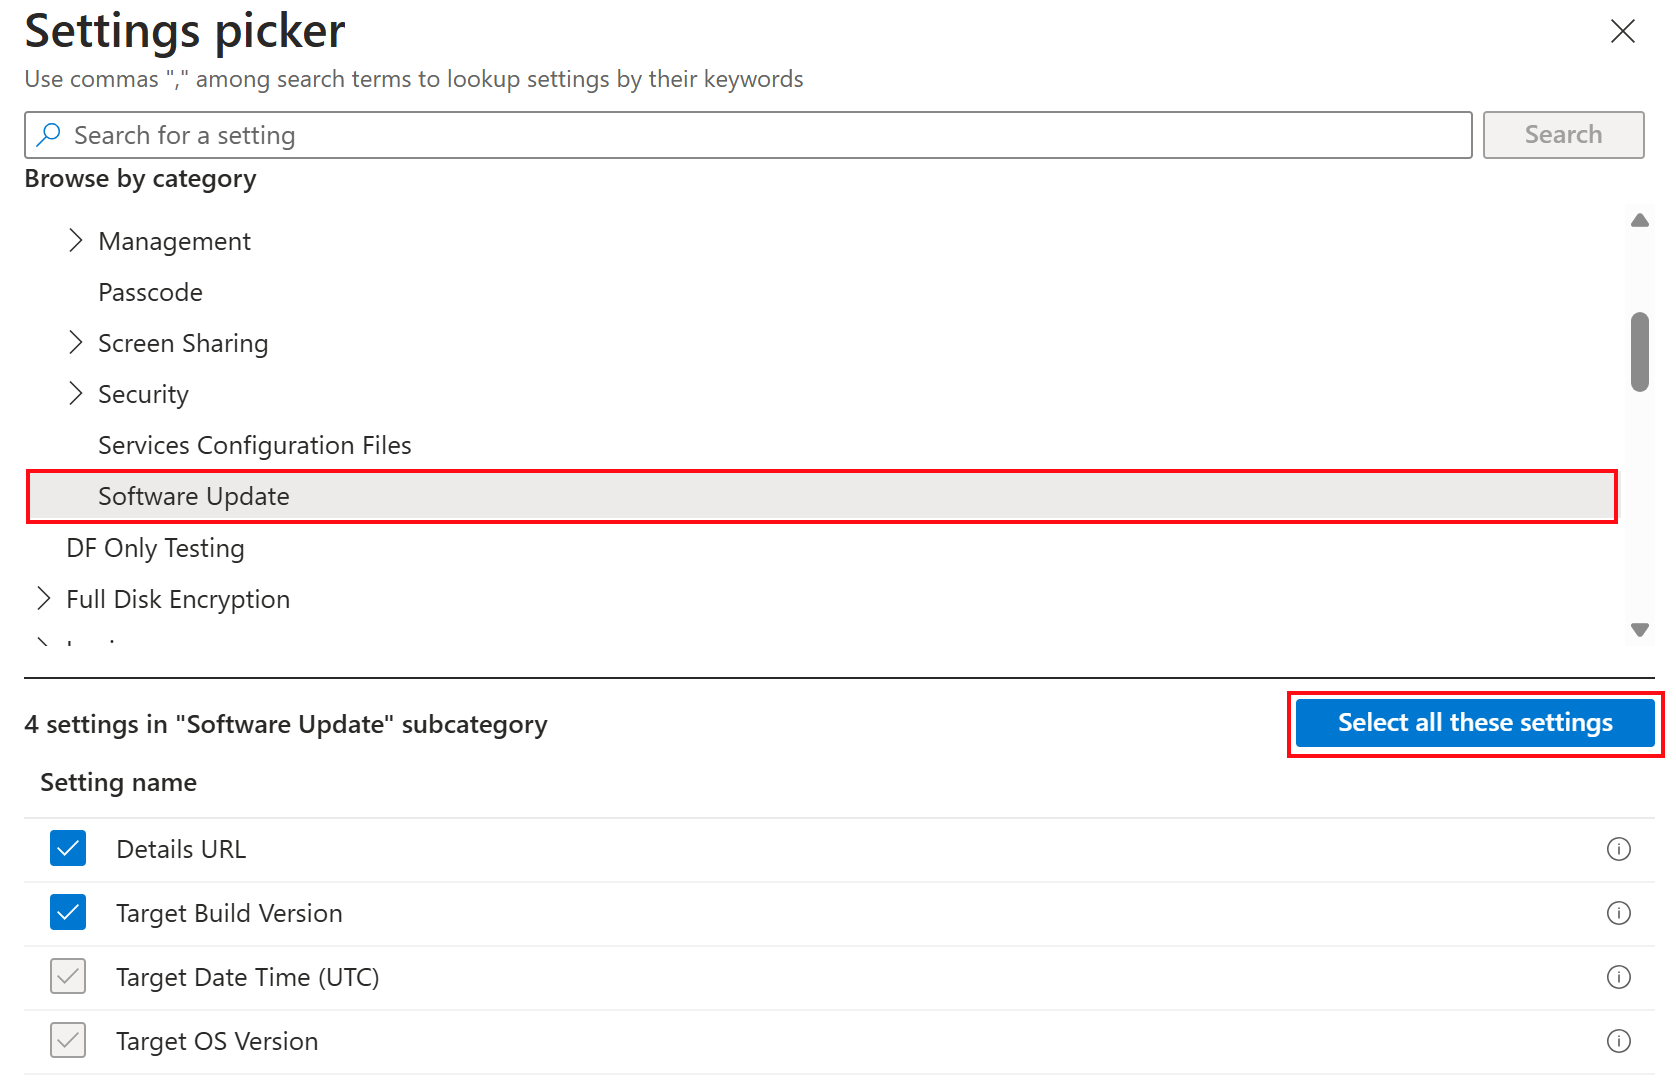 Settings picker
Use commas "," among search terms to lookup settings by their keywords
Search for a setting
Search
Browse by category
Management
Passcode
Screen Sharing
Security
Services Configuration Files
Software Update
DF Only Testing
Full Disk Encryption
4 settings in "Software Update" subcategory
Select all these settings
Setting name
Details URL
Target Build Version
Target Date Time (UTC)
Target OS Version